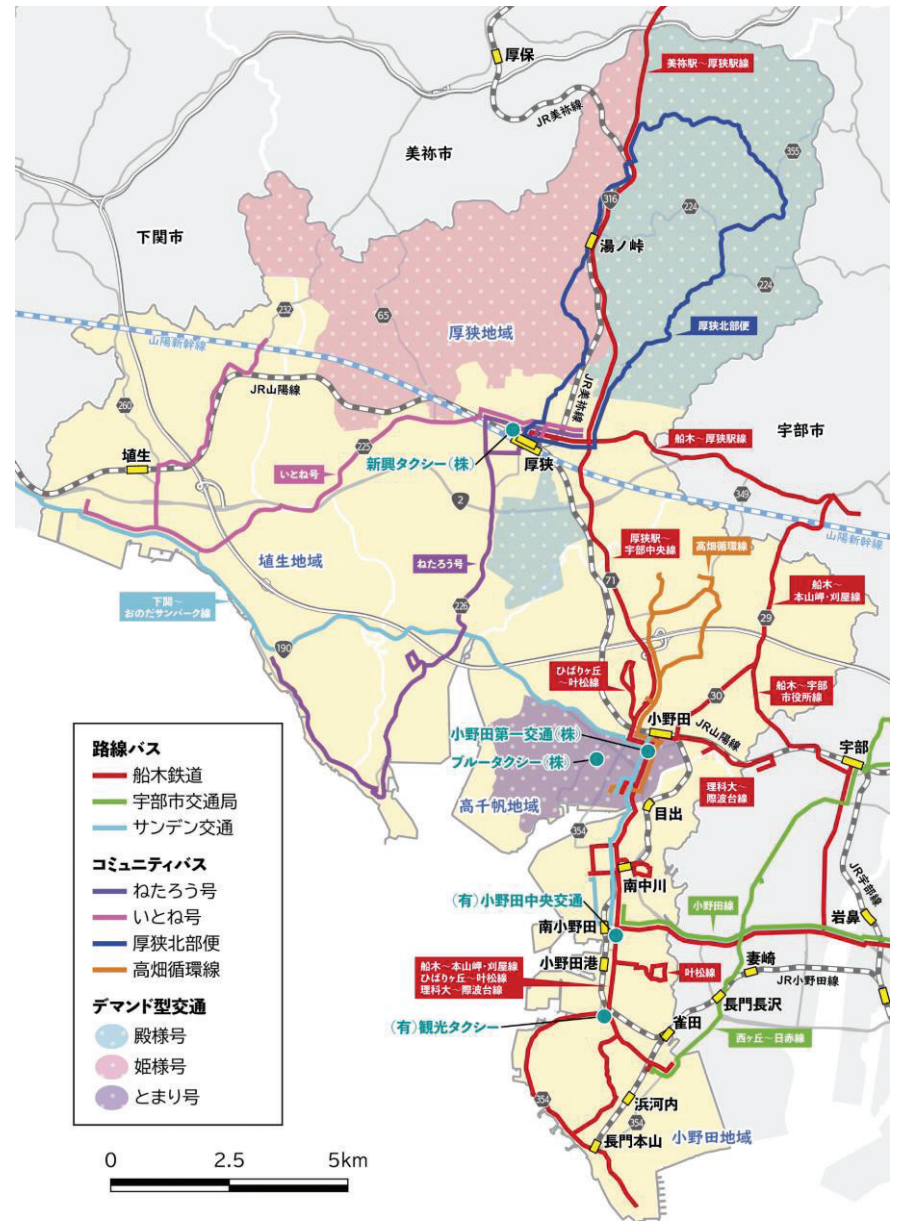 厚保
美祢駅～厚狭駅線
JR美祢線
美祢市
355
316
224
下関市
湯ノ峠
224
232
65
厚狭地域
厚狭北部便
山陽新幹線
JR山陽線
JR美祢線
260
船木～厚狭駅線
宇部市
埴生
225
新興タクシー(株)
厚狭
いとね号
349
2
厚狭駅～
宇部中央線
高畑循環線
山陽新幹線
埴生地域
ねたろう号
71
船木～
本山岬・刈屋線
下関～
おのだサンパーク線
226
29
190
ひばりヶ丘
～叶松線
船木～宇部
市役所線
30
小野田
小野田第一交通(株)
JR山陽線
ブルータクシー(株)
宇部
理科大～
際波台線
高千帆地域
目出
354
JR宇部線
南中川
(有)小野田中央交通
小野田線
岩鼻
南小野田
小野田港
妻崎
船木～本山岬・刈屋線
ひばりヶ丘～叶松線
理科大～際波台線
叶松線
JR小野田線
長門長沢
(有)観光タクシー
雀田
西ヶ丘～日赤線
354
浜河内
354
小野田地域
長門本山
路線バス
船木鉄道
宇部市交通局
サンデン交通
コミュニティバス
ねたろう号
いとね号
厚狭北部便
高畑循環線
デマンド型交通
殿様号
姫様号
とまり号
0 2.5 5km